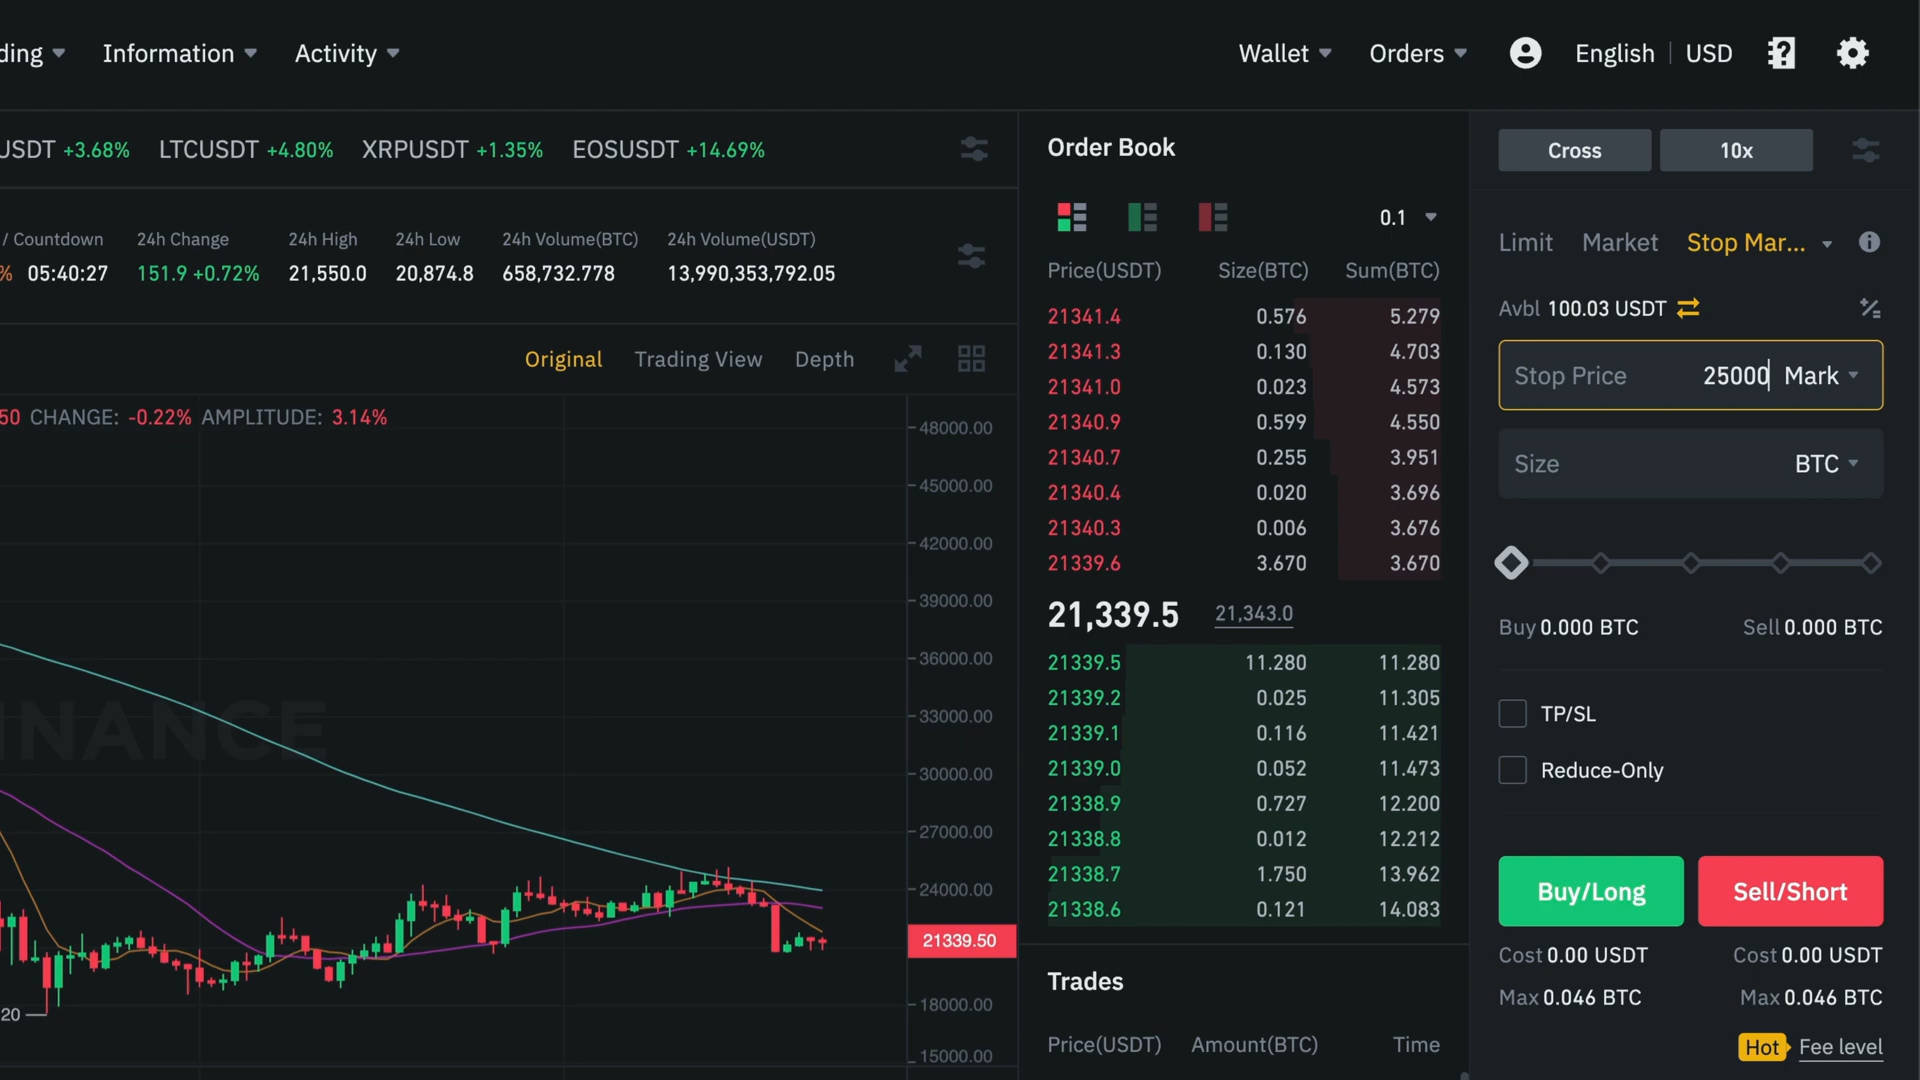 ding Information Activity Wallet Orders English USD
USDT +3.68% LTCUSDT +4.80% XRPUSDT +1.35% EOSUSDT +14.69%
/ Countdown 24h Change 24h High 24h Low 24h Volume(BTC) 24h Volume(USDT)
% 05:40:27 151.9 +0.72% 21,550.0 20,874.8 658,732.778 13,990,353,792.05
Original Trading View Depth
50 CHANGE: -0.22% AMPLITUDE: 3.14%
48000.00
45000.00
42000.00
39000.00
36000.00
33000.00
30000.00
27000.00
24000.00
21339.50
18000.00
15000.00
INANCE
20
Order Book
0.1
Price(USDT) Size(BTC) Sum(BTC)
21341.4 0.576 5.279
21341.3 0.130 4.703
21341.0 0.023 4.573
21340.9 0.599 4.550
21340.7 0.255 3.951
21340.4 0.020 3.696
21340.3 0.006 3.676
21339.6 3.670 3.670
21,339.5 21,343.0
21339.5 11.280 11.280
21339.2 0.025 11.305
21339.1 0.116 11.421
21339.0 0.052 11.473
21338.9 0.727 12.200
21338.8 0.012 12.212
21338.7 1.750 13.962
21338.6 0.121 14.083
Trades
Price(USDT) Amount(BTC) Time
Cross 10x
Limit Market Stop Mar...
Avbl 100.03 USDT
Stop Price 25000 Mark
Size BTC
Buy 0.000 BTC Sell 0.000 BTC
TP/SL
Reduce-Only
Buy/Long Sell/Short
Cost 0.00 USDT Cost 0.00 USDT
Max 0.046 BTC Max 0.046 BTC
Hot Fee level